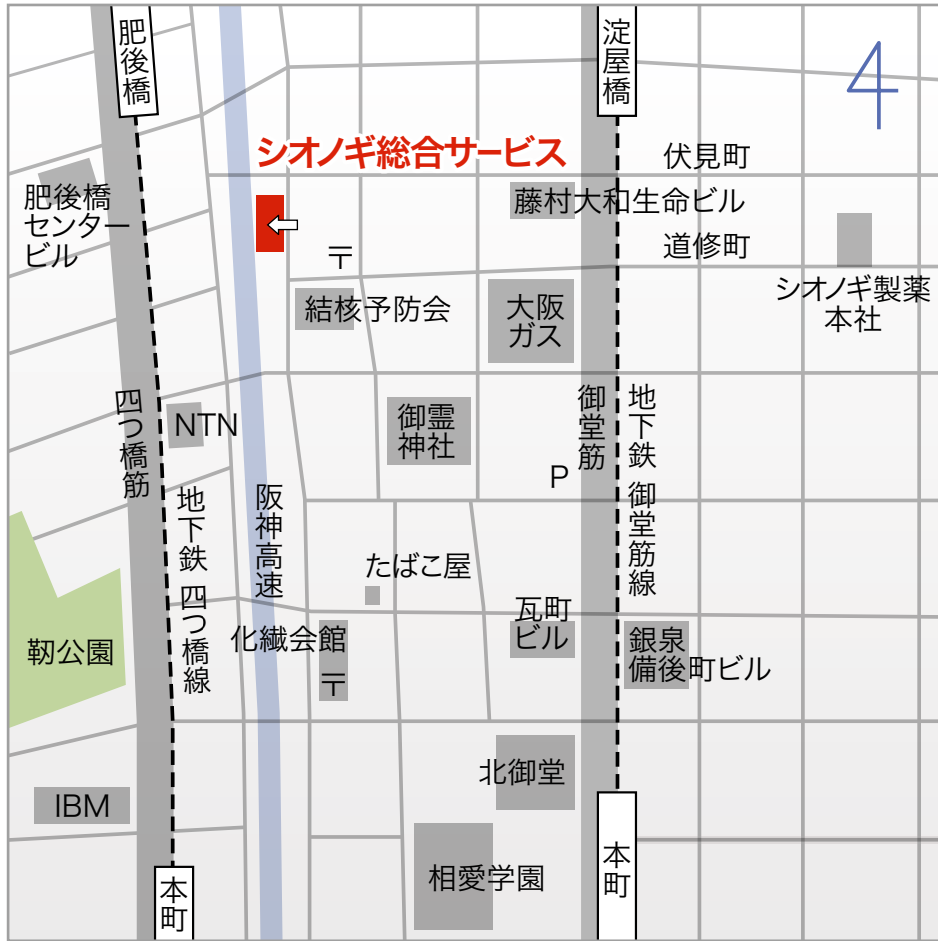 肥後橋
淀屋橋
4
シオノギ総合サービス
伏見町
肥後橋
センター
ビル
藤村大和生命ビル
道修町
〒
シオノギ製薬
本社
結核予防会
大阪
ガス
四つ橋筋
NTN
御霊
神社
御堂筋
地下鉄 御堂筋線
P
地下鉄 四つ橋線
阪神高速
たばこ屋
瓦町
ビル
化繊会館
〒
銀泉
備後町ビル
靭公園
北御堂
IBM
相愛学園
本町
本町